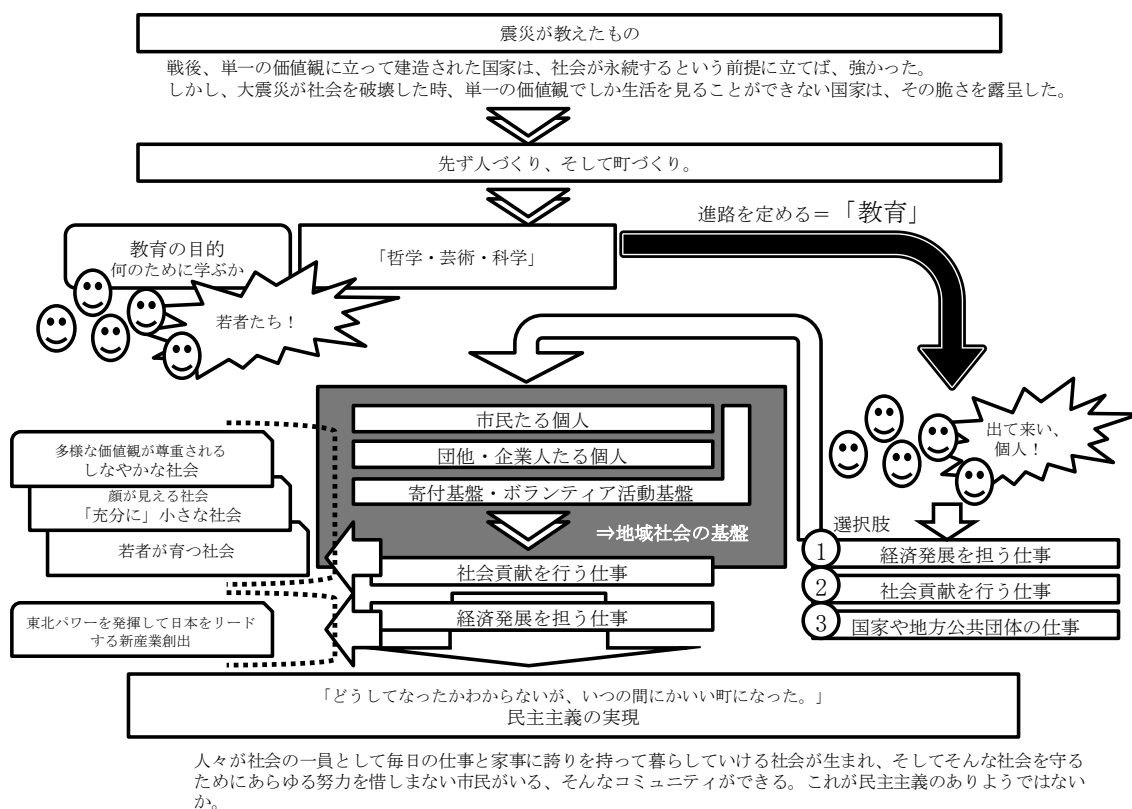 震災が教えたもの
戦後、単一の価値観に立って建造された国家は、社会が永続するという前提に立てば、強かった。
しかし、大震災が社会を破壊した時、単一の価値観でしか生活を見ることができない国家は、その脆さを露呈した。
先ず人づくり、そして町づくり。
進路を定める＝「教育」
教育の目的
何のために学ぶか
「哲学・芸術・科学」
若者たち！
市民たる個人
団他・企業人たる個人
寄付基盤・ボランティア活動基盤
⇒地域社会の基盤
出て来い、
個人！
多様な価値観が尊重される
しなやかな社会
顔が見える社会
「充分に」小さな社会
若者が育つ社会
選択肢
1 経済発展を担う仕事
2 社会貢献を行う仕事
3 国家や地方公共団体の仕事
社会貢献を行う仕事
経済発展を担う仕事
東北パワーを発揮して日本をリード
する新産業創出
「どうしてなったかわからないが、いつの間にかいい町になった。」
民主主義の実現
人々が社会の一員として毎日の仕事と家事に誇りを持って暮らしていける社会が生まれ、そしてそんな社会を守る
ためにあらゆる努力を惜しまない市民がいる、そんなコミュニティができる。これが民主主義のありようではない
か。